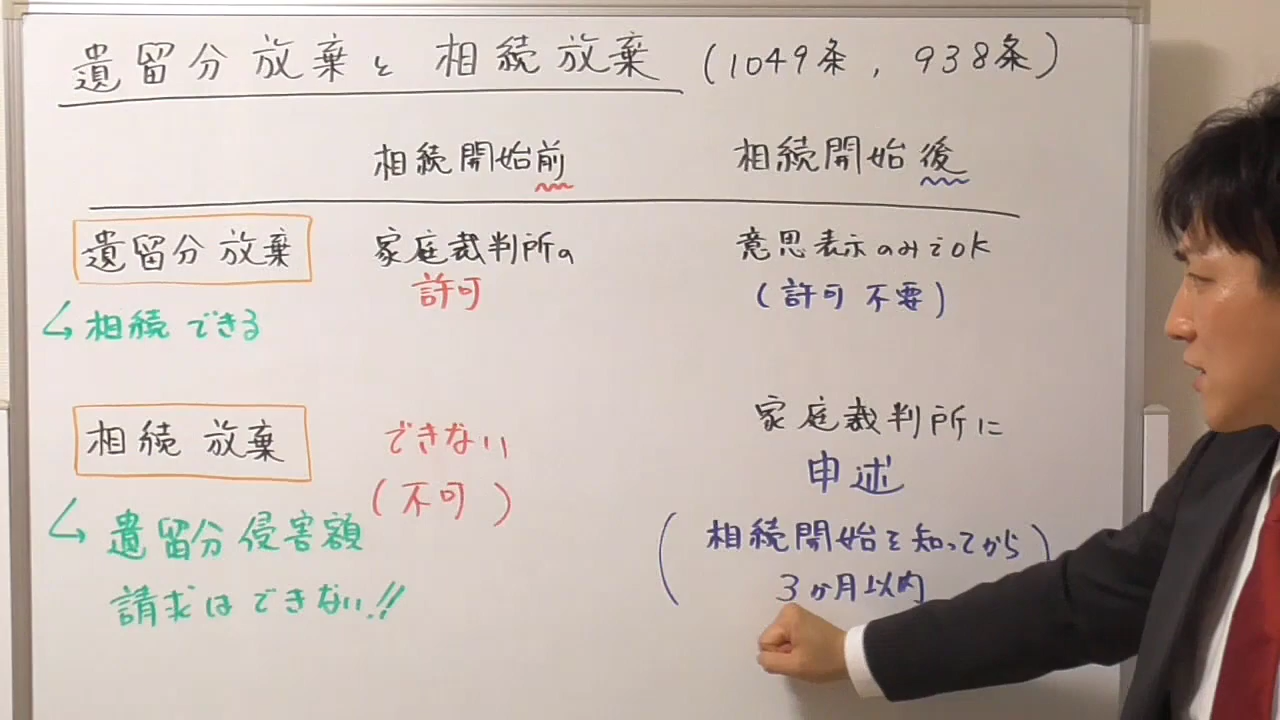 遺留分放棄と相続放棄 (1049条, 938条)
相続開始前 相続開始後
遺留分放棄 家庭裁判所の 意思表示のみでOK
許可 (許可不要)
↳相続できる
相続放棄 できない 家庭裁判所に
(不可) 申述
↳遺留分侵害額 (相続開始を知ってから
請求はできない!! 3か月以内)